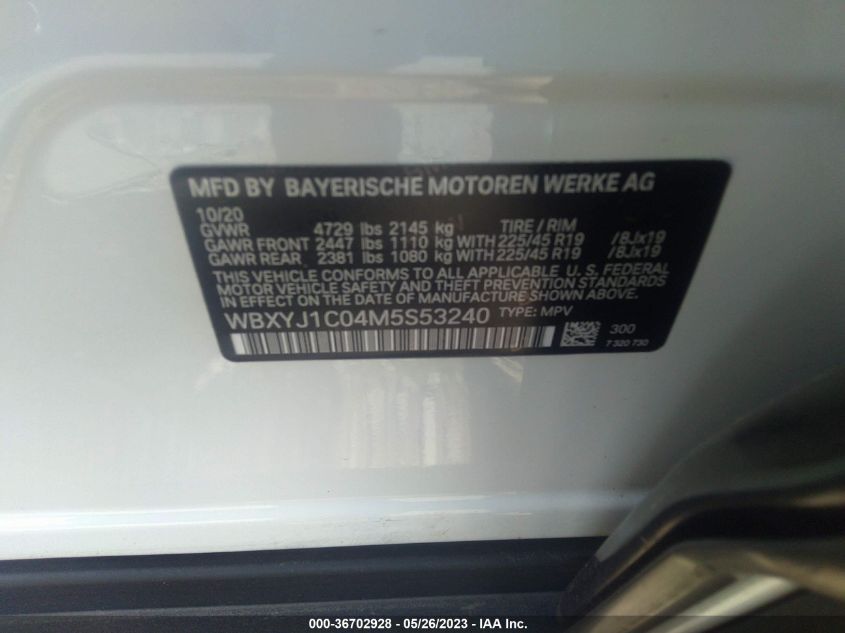 MFD BY BAYERISCHE MOTOREN WERKE AG
10/20
GVWR 4729 lbs 2145 kg TIRE / RIM
GAWR FRONT 2447 lbs 1110 kg WITH 225/45 R19 /8Jx19
GAWR REAR 2381 lbs 1080 kg WITH 225/45 R19 /8Jx19
THIS VEHICLE CONFORMS TO ALL APPLICABLE U. S. FEDERAL
MOTOR VEHICLE SAFETY AND THEFT PREVENTION STANDARDS
IN EFFECT ON THE DATE OF MANUFACTURE SHOWN ABOVE.
WBXYJ1C04M5S53240 TYPE: MPV
300
7 320 730
000-36702928 - 05/26/2023 - IAA Inc.